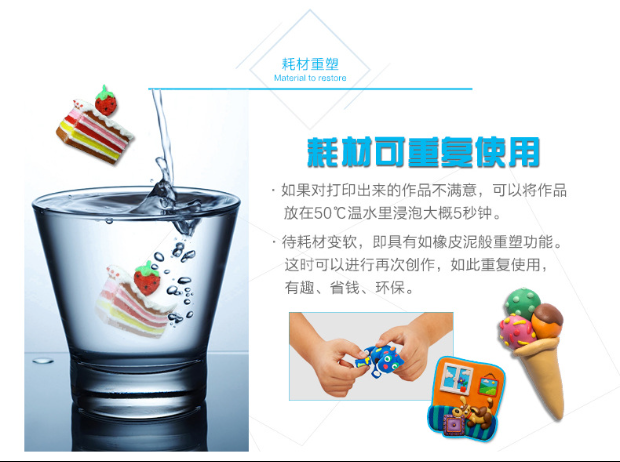 耗材重塑
Material to restore
耗材可重复使用
· 如果对打印出来的作品不满意，可以将作品
放在50℃温水里浸泡大概5秒钟。
· 待耗材变软，即具有如橡皮泥般重塑功能。
这时可以进行再次创作，如此重复使用，
有趣、省钱、环保。